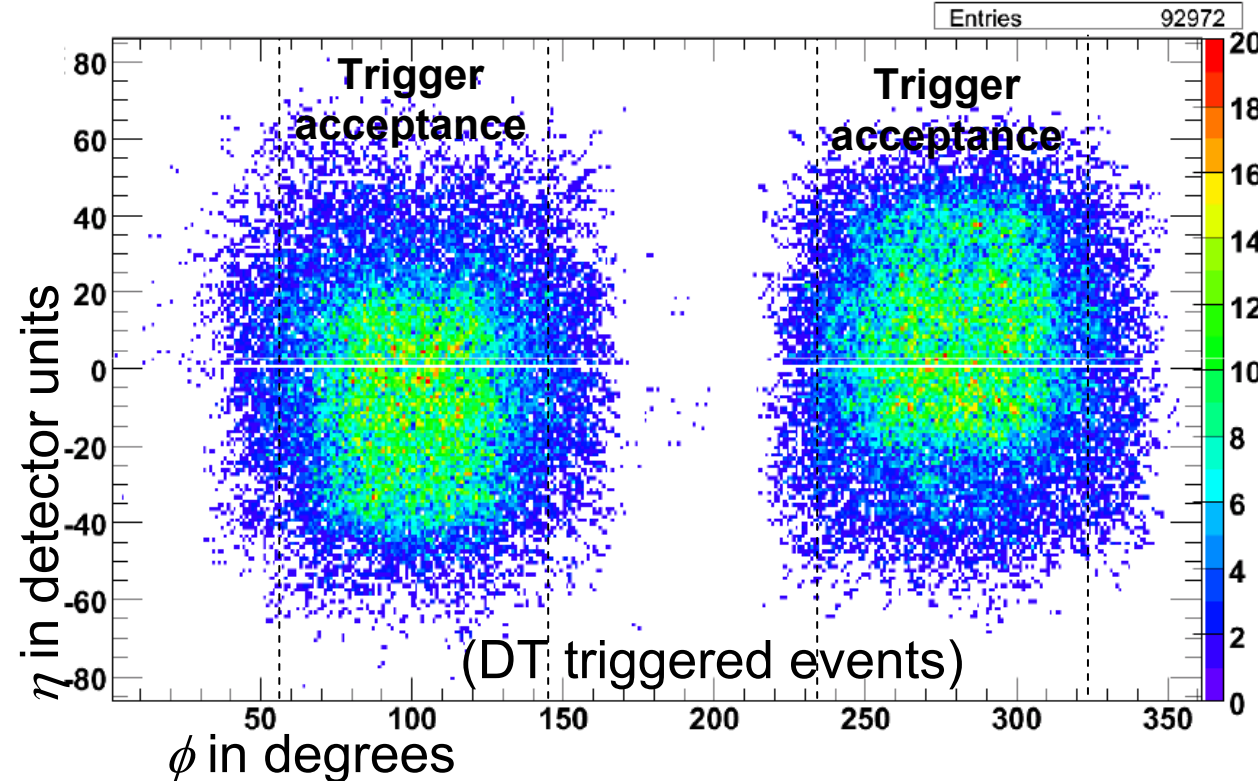 Entries 92972
Trigger
acceptance
Trigger
acceptance
80
60
40
20
0
-20
-40
-60
-80
η in detector units
(DT triggered events)
50 100 150 200 250 300 350
ϕ in degrees
20
18
16
14
12
10
8
6
4
2
0